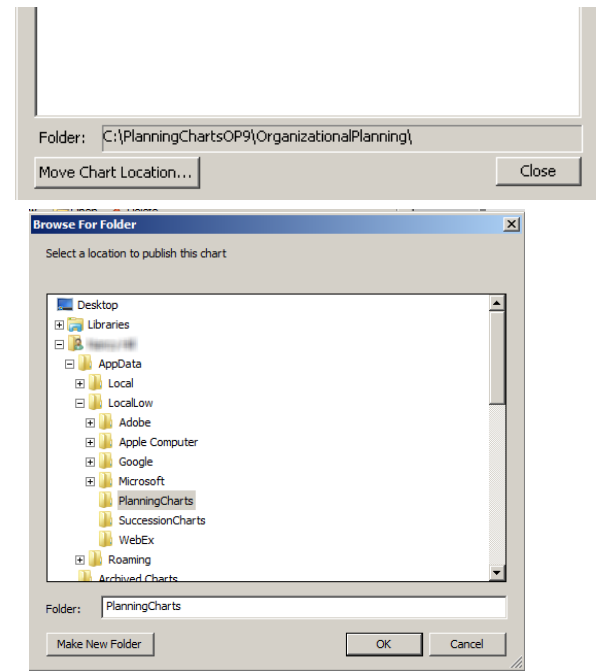 Folder: C:\PlanningChartsOP9\OrganizationalPlanning\
Move Chart Location... Close
Browse For Folder
Select a location to publish this chart
Desktop
Libraries
AppData
Local
LocalLow
Adobe
Apple Computer
Google
Microsoft
PlanningCharts
SuccessionCharts
WebEx
Roaming
Archived Charts
Folder: PlanningCharts
Make New Folder OK Cancel